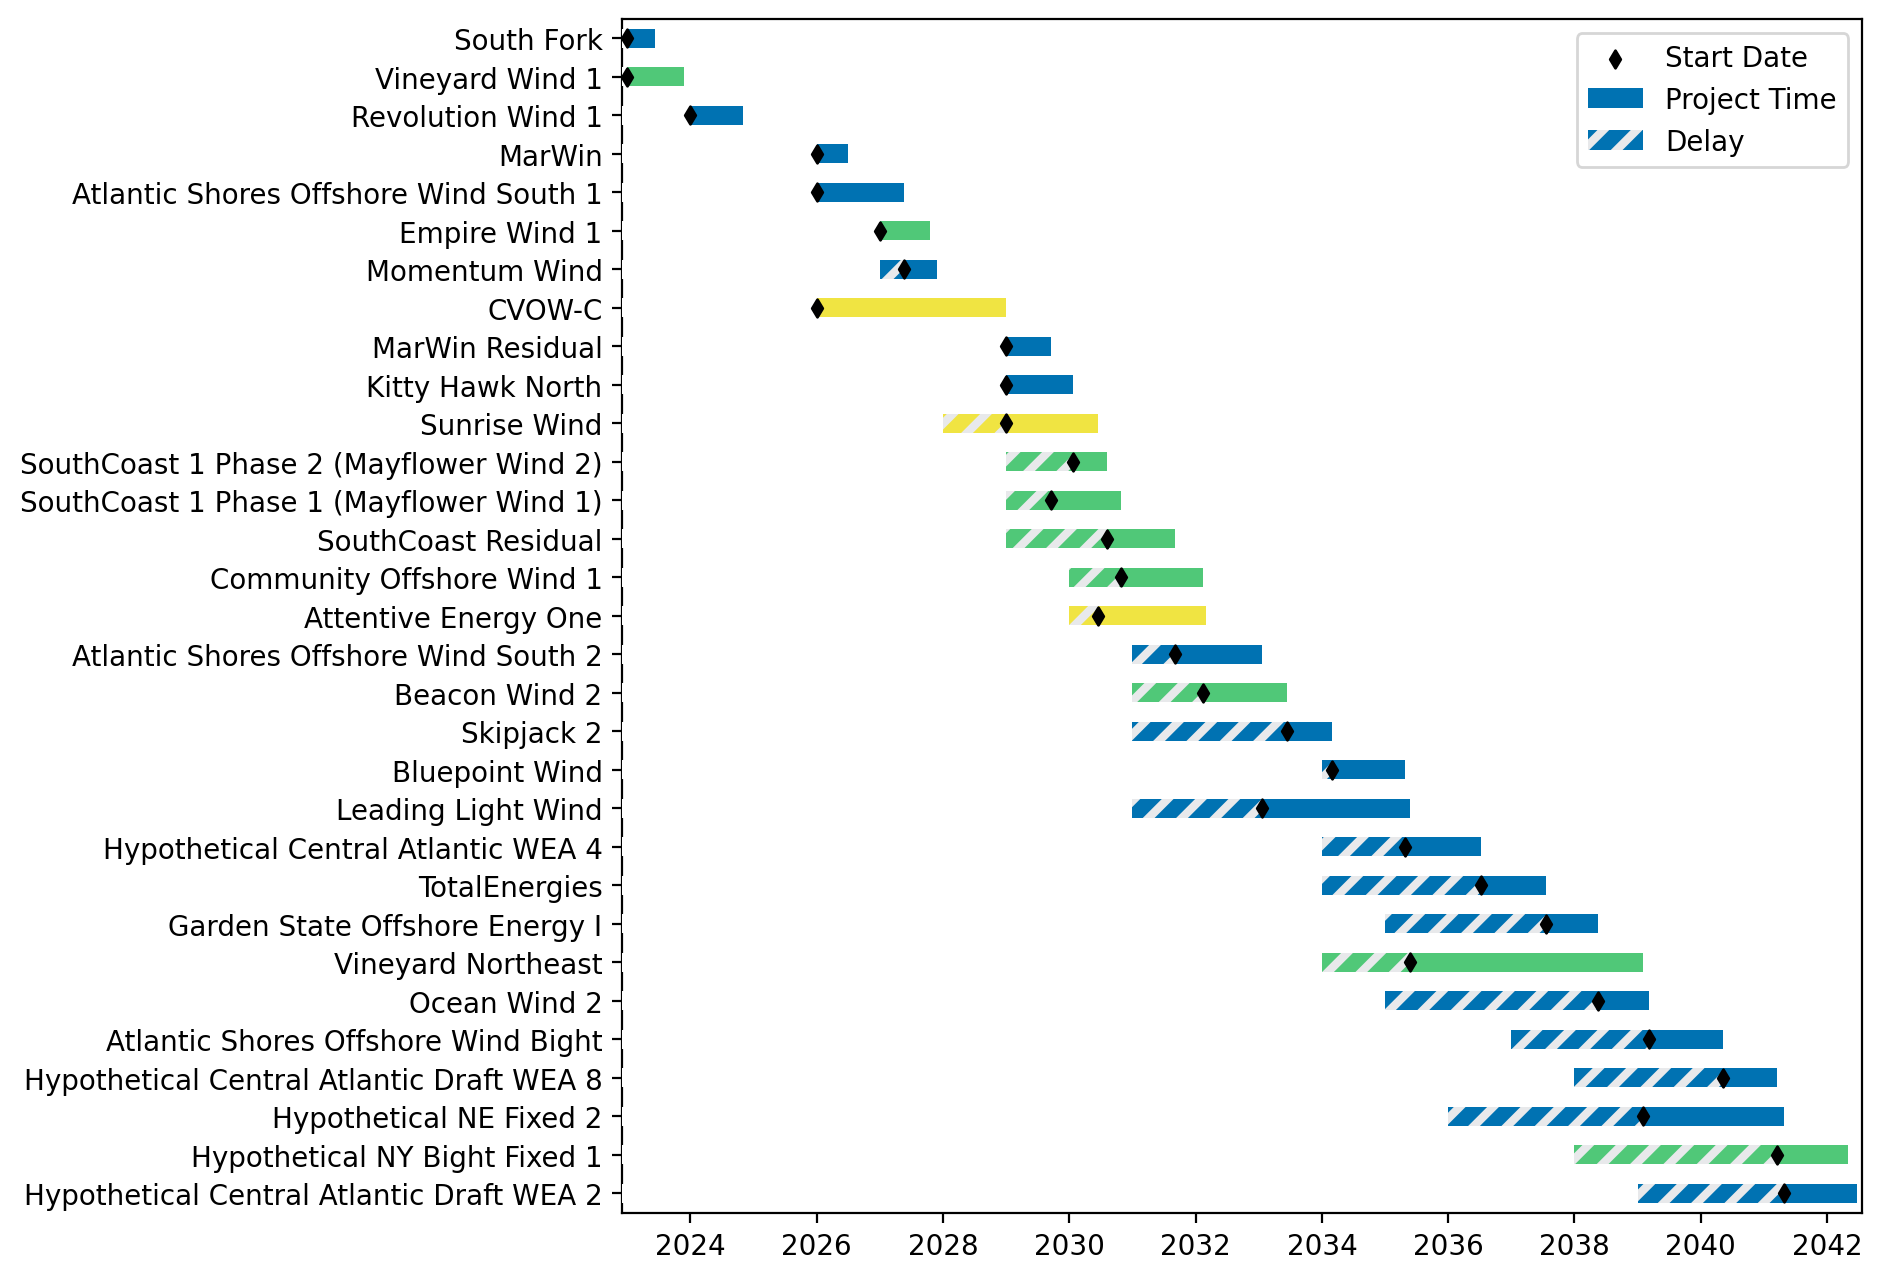 South Fork
Vineyard Wind 1
Revolution Wind 1
MarWin
Atlantic Shores Offshore Wind South 1
Empire Wind 1
Momentum Wind
CVOW-C
MarWin Residual
Kitty Hawk North
Sunrise Wind
SouthCoast 1 Phase 2 (Mayflower Wind 2)
SouthCoast 1 Phase 1 (Mayflower Wind 1)
SouthCoast Residual
Community Offshore Wind 1
Attentive Energy One
Atlantic Shores Offshore Wind South 2
Beacon Wind 2
Skipjack 2
Bluepoint Wind
Leading Light Wind
Hypothetical Central Atlantic WEA 4
TotalEnergies
Garden State Offshore Energy I
Vineyard Northeast
Ocean Wind 2
Atlantic Shores Offshore Wind Bight
Hypothetical Central Atlantic Draft WEA 8
Hypothetical NE Fixed 2
Hypothetical NY Bight Fixed 1
Hypothetical Central Atlantic Draft WEA 2
Start Date
Project Time
Delay
2024 2026 2028 2030 2032 2034 2036 2038 2040 2042